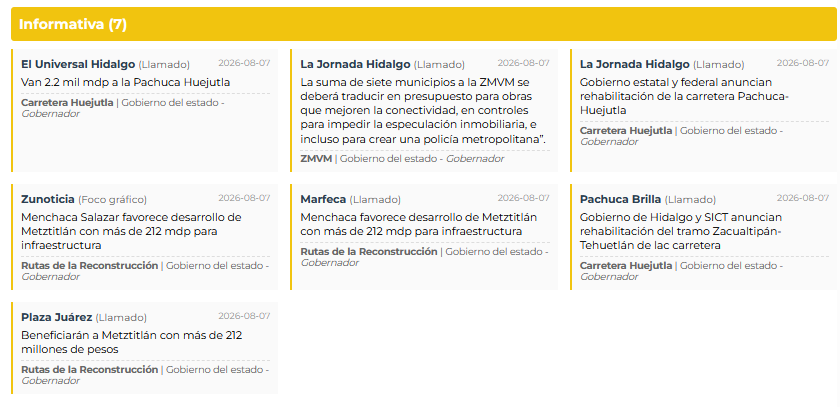 Informativa (7)
El Universal Hidalgo (Llamado) 2026-08-07
Van 2.2 mil mdp a la Pachuca Huejutla
Carretera Huejutla | Gobierno del estado -
Gobernador
La Jornada Hidalgo (Llamado) 2026-08-07
La suma de siete municipios a la ZMVM se
deberá traducir en presupuesto para obras
que mejoren la conectividad, en controles
para impedir la especulación inmobiliaria, e
incluso para crear una policía metropolitana”.
ZMVM | Gobierno del estado - Gobernador
La Jornada Hidalgo (Llamado) 2026-08-07
Gobierno estatal y federal anuncian
rehabilitación de la carretera Pachuca-
Huejutla
Carretera Huejutla | Gobierno del estado -
Gobernador
Zunoticia (Foco gráfico) 2026-08-07
Menchaca Salazar favorece desarrollo de
Metztitlán con más de 212 mdp para
infraestructura
Rutas de la Reconstrucción | Gobierno del estado -
Gobernador
Marfeca (Llamado) 2026-08-07
Menchaca favorece desarrollo de Metztitlán
con más de 212 mdp para infraestructura
Rutas de la Reconstrucción | Gobierno del estado -
Gobernador
Pachuca Brilla (Llamado) 2026-08-07
Gobierno de Hidalgo y SICT anuncian
rehabilitación del tramo Zacualtipán-
Tehuetlán de lac carretera
Carretera Huejutla | Gobierno del estado -
Gobernador
Plaza Juárez (Llamado) 2026-08-07
Beneficiarán a Metztitlán con más de 212
millones de pesos
Rutas de la Reconstrucción | Gobierno del estado -
Gobernador